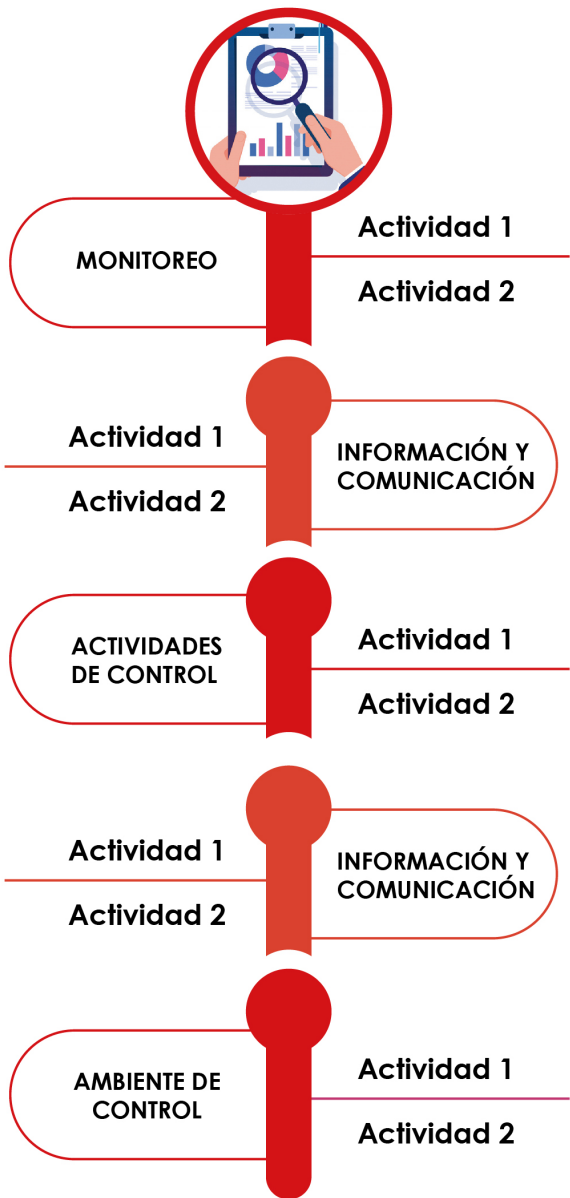 MONITOREO
Actividad 1
Actividad 2
Actividad 1
Actividad 2
INFORMACIÓN Y
COMUNICACIÓN
ACTIVIDADES
DE CONTROL
Actividad 1
Actividad 2
Actividad 1
Actividad 2
INFORMACIÓN Y
COMUNICACIÓN
AMBIENTE DE
CONTROL
Actividad 1
Actividad 2